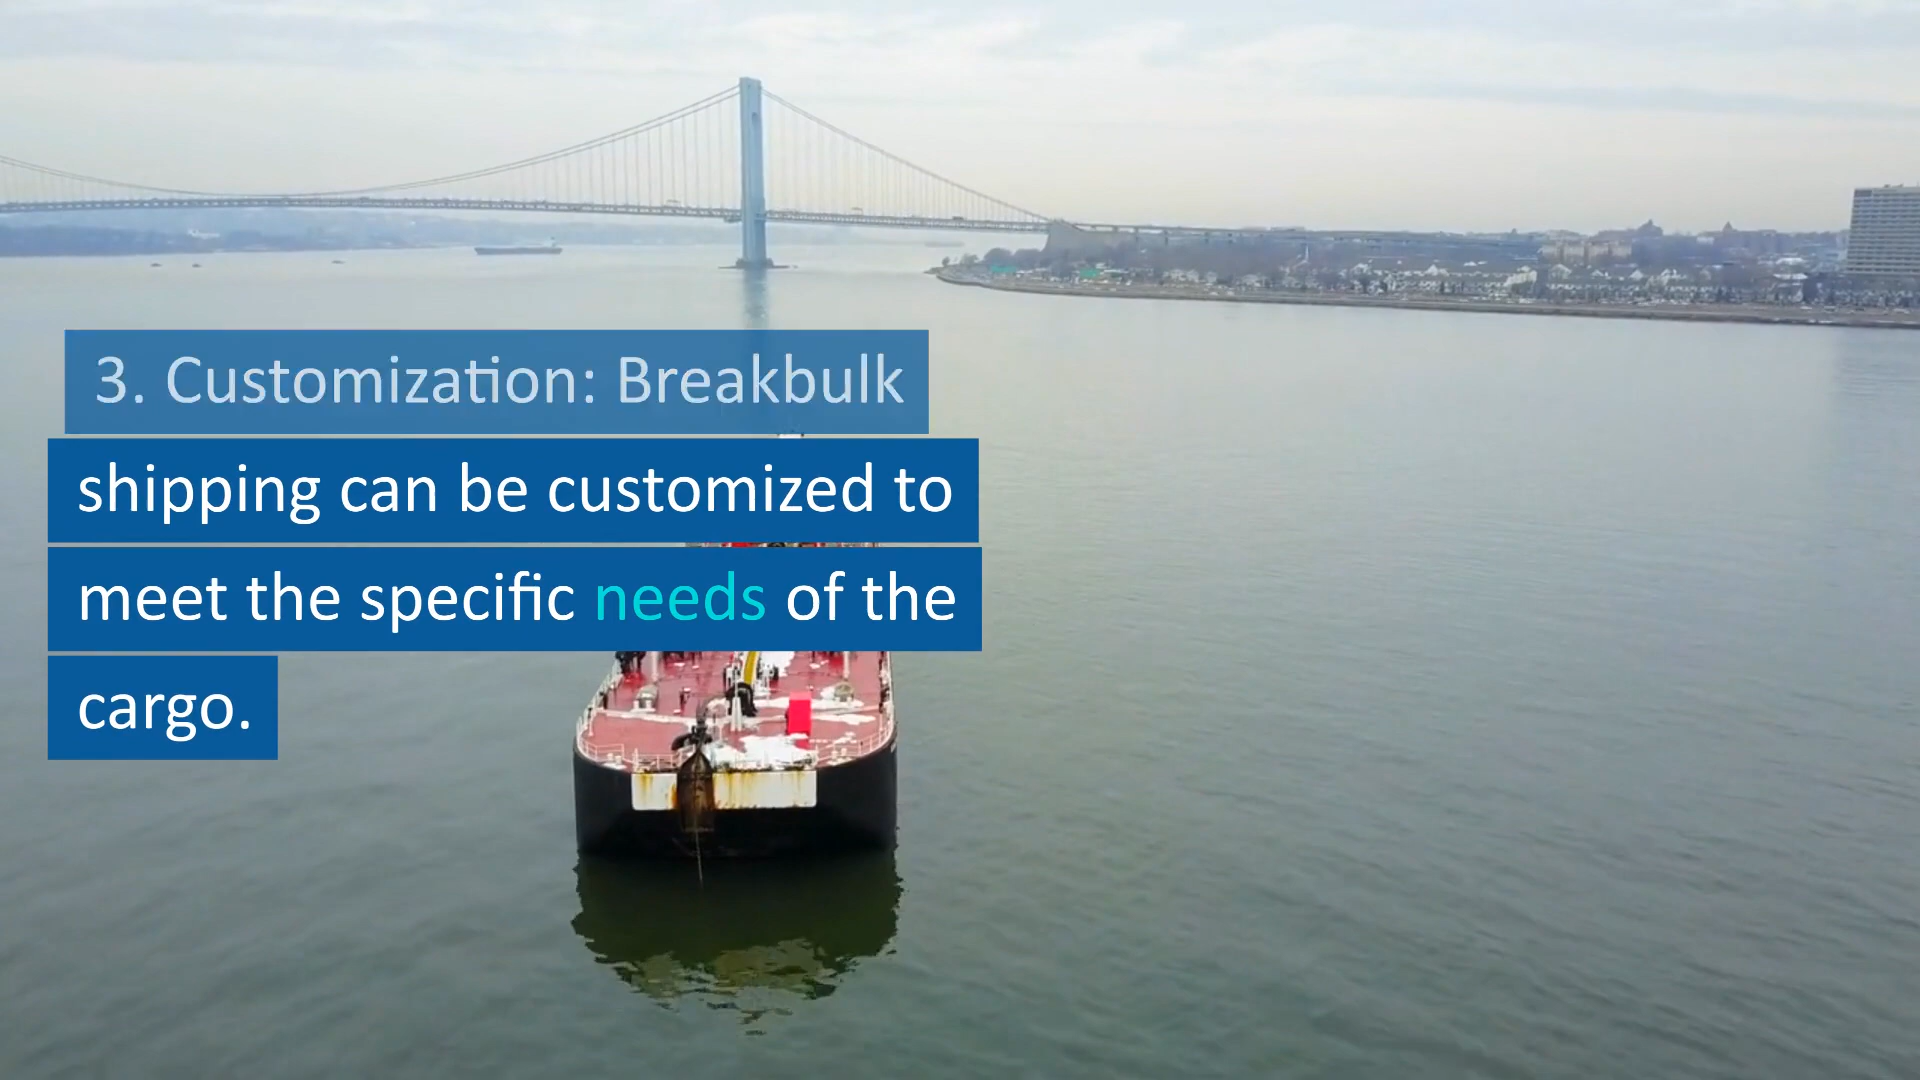 3. Customization: Breakbulk
shipping can be customized to
meet the specific needs of the
cargo.